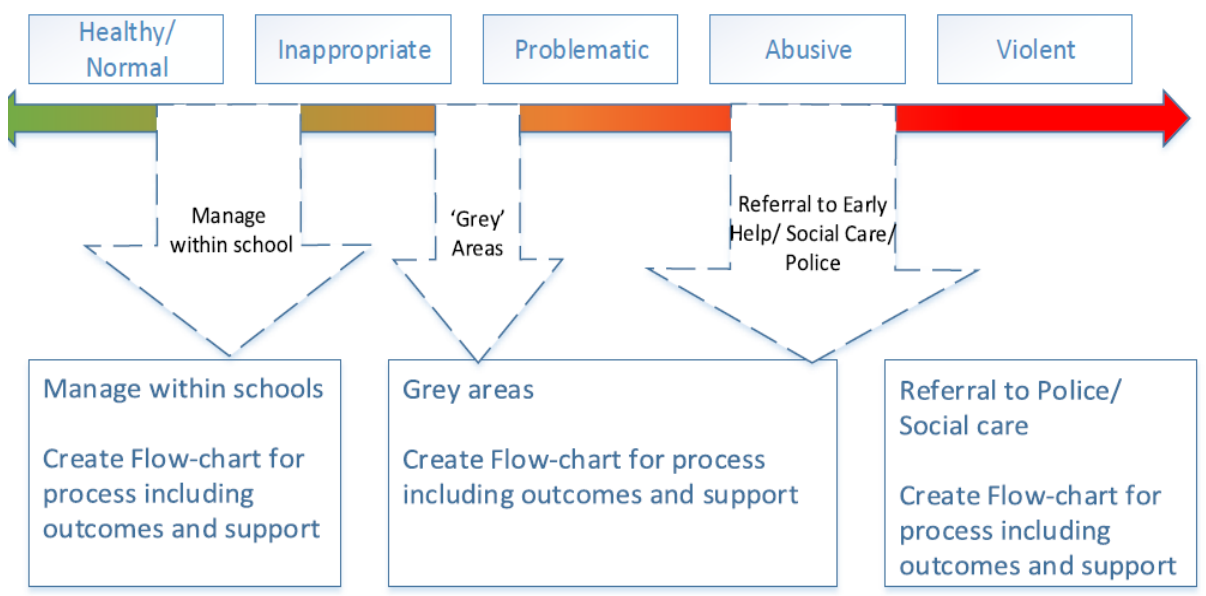 Healthy/
Normal
Inappropriate
Problematic
Abusive
Violent
Manage
within school
‘Grey’
Areas
Referral to Early
Help/ Social Care/
Police
Manage within schools
Create Flow-chart for
process including
outcomes and support
Grey areas
Create Flow-chart for process
including outcomes and support
Referral to Police/
Social care
Create Flow-chart for
process including
outcomes and support